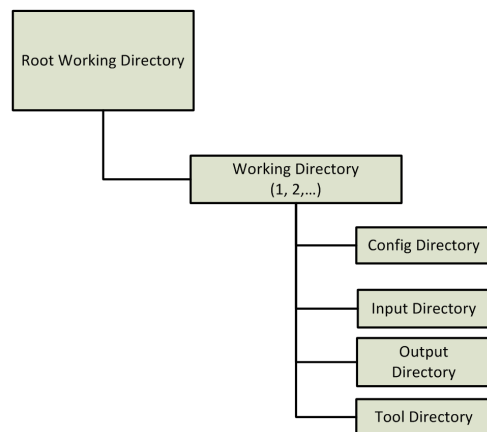 Root Working Directory
Working Directory
(1, 2,...)
Config Directory
Input Directory
Output
Directory
Tool Directory